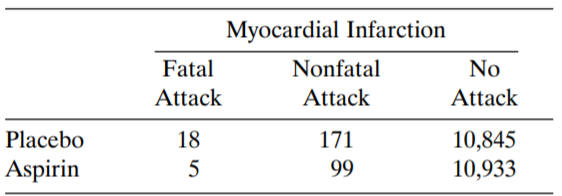 Myocardial Infarction
Fatal Nonfatal No
Attack Attack Attack
Placebo 18 171 10,845
Aspirin 5 99 10,933